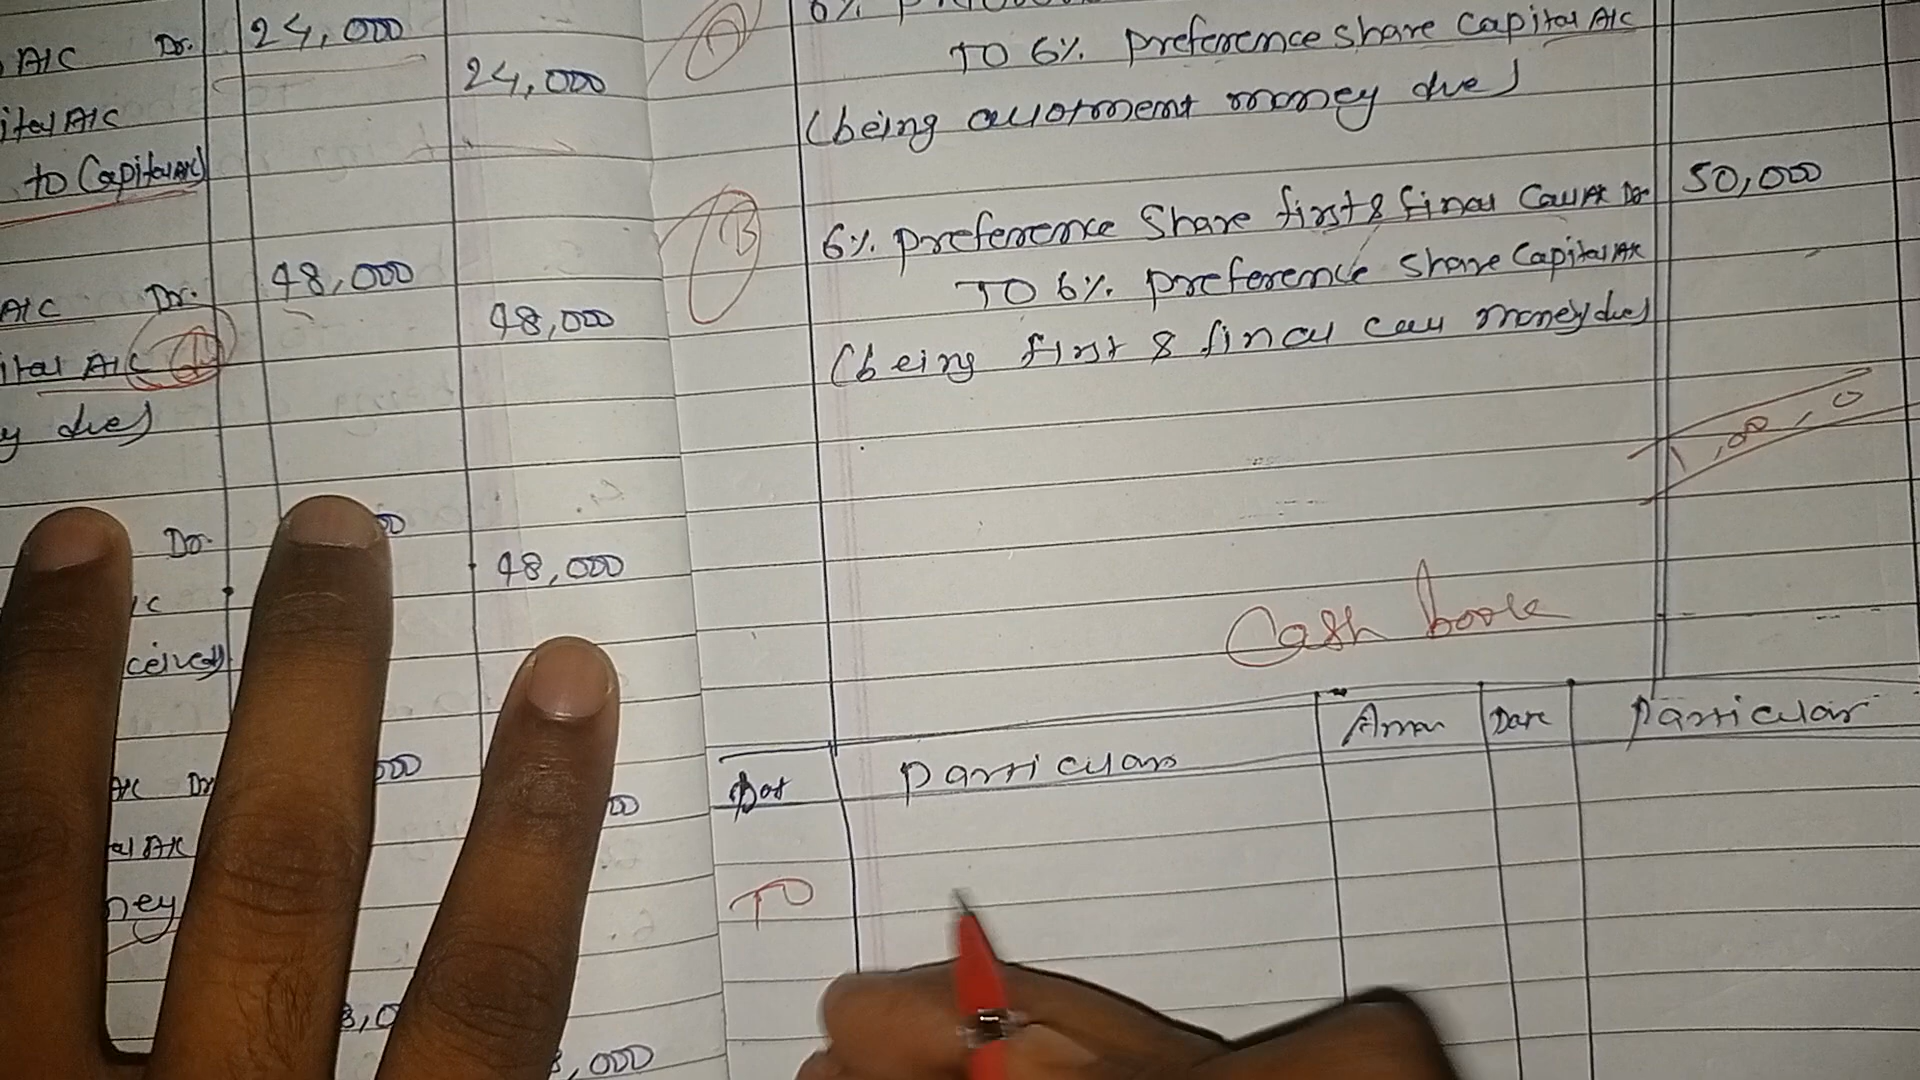 A/C Dr. 24,000
24,000
ital A/C
to Capital A/C)
A/C Dr. 48,000
48,000
ital A/C
y due)
Dr.
48,000
ceived)
A/C Dr
al A/C
ney
,000
6%
TO 6% Preference share Capital A/C
(being allotment money due)
B
6% Preference Share first & final Call A/c Dr 50,000
TO 6% Preference Share Capital A/c
(being first & final call money due)
Cash book
Particulars
Date
Particular
TO